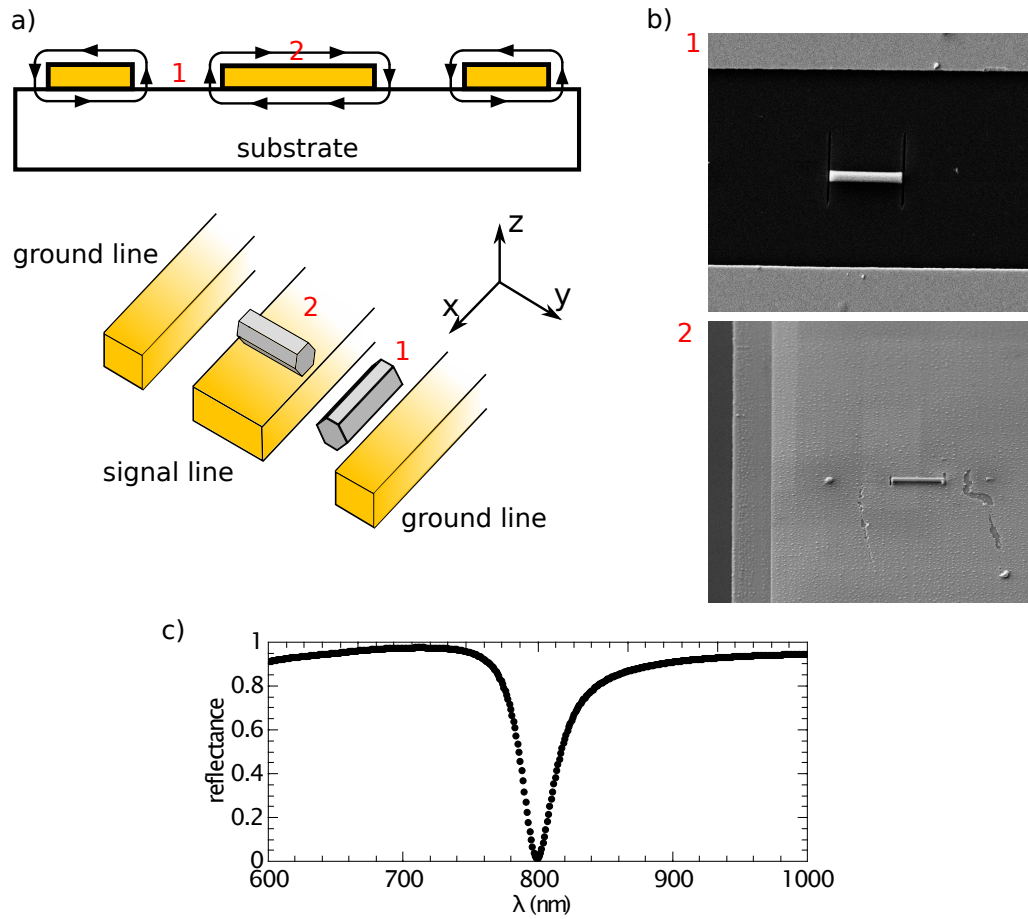 a)
1
2
substrate
ground line
2
1
signal line
ground line
z
x
y
b)
1
2
c)
reflectance
1
0.8
0.6
0.4
0.2
0
600
700
800
900
1000
λ (nm)